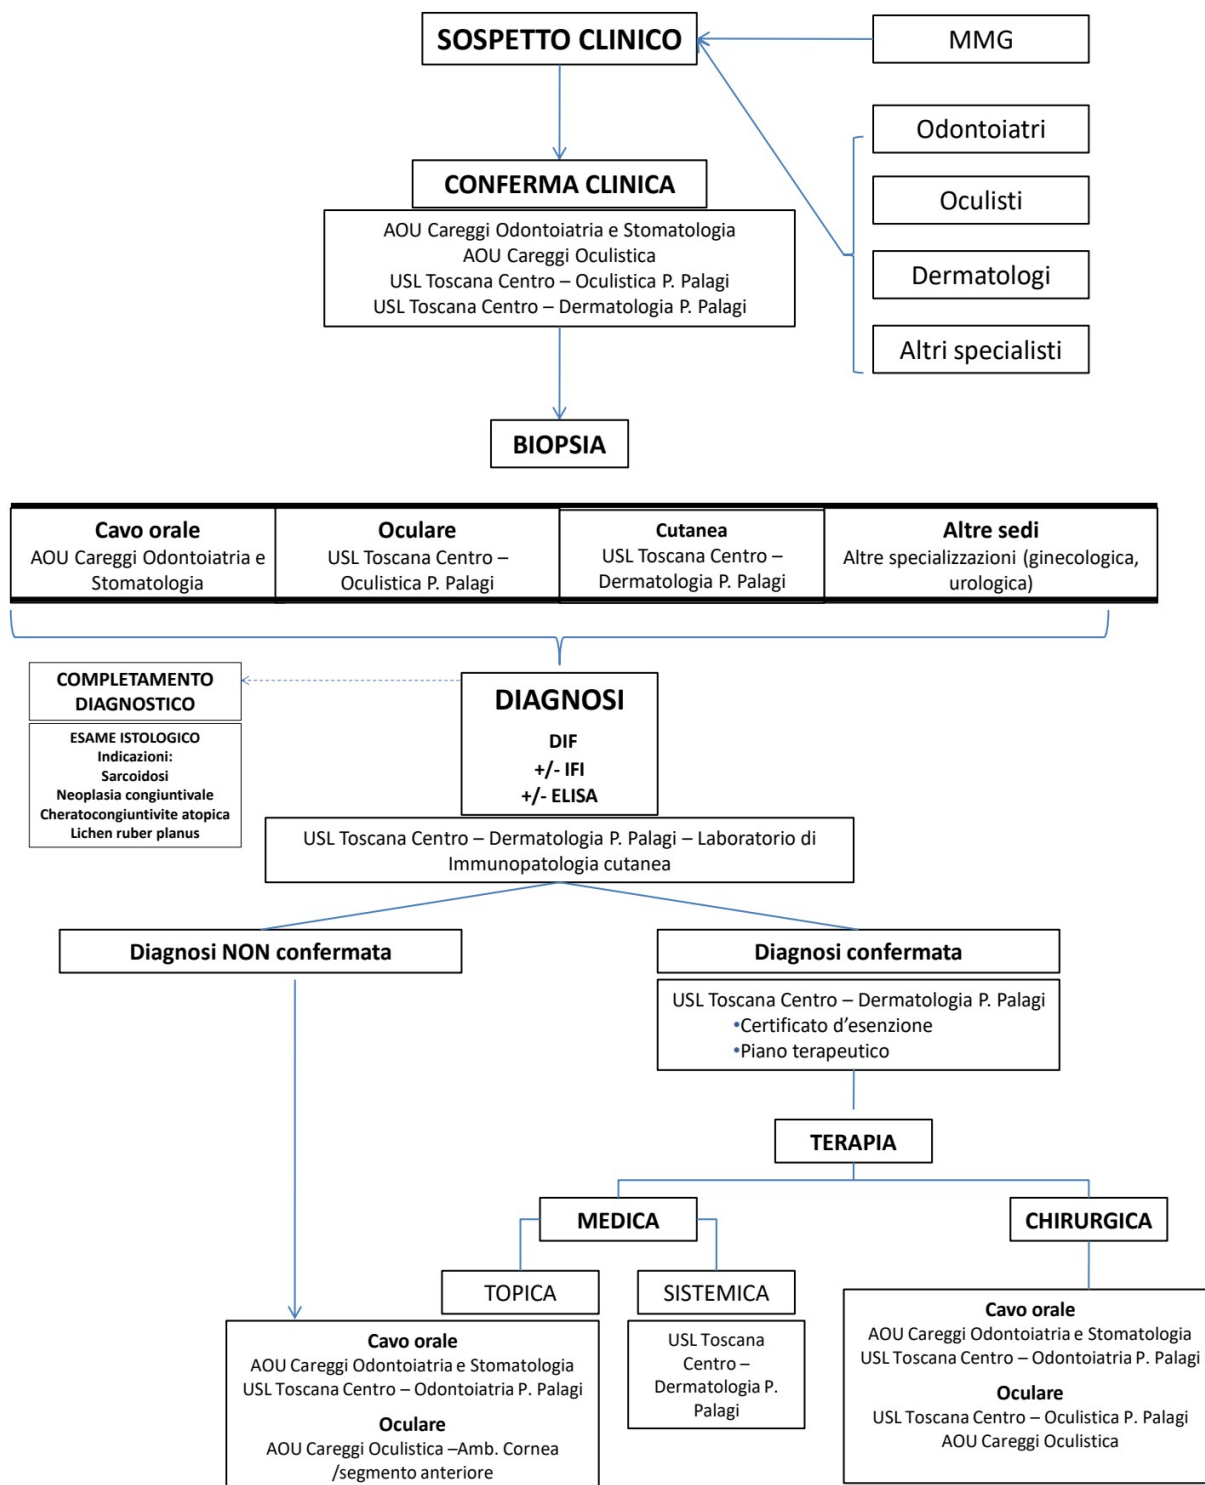 SOSPETTO CLINICO
MMG
Odontoiatri
Oculisti
Dermatologi
Altri specialisti
CONFERMA CLINICA
AOU Careggi Odontoiatria e Stomatologia
AOU Careggi Oculistica
USL Toscana Centro – Oculistica P. Palagi
USL Toscana Centro – Dermatologia P. Palagi
BIOPSIA
Cavo orale
AOU Careggi Odontoiatria e
Stomatologia
Oculare
USL Toscana Centro –
Oculistica P. Palagi
Cutanea
USL Toscana Centro –
Dermatologia P. Palagi
Altre sedi
Altre specializzazioni (ginecologica,
urologica)
COMPLETAMENTO
DIAGNOSTICO
ESAME ISTOLOGICO
Indicazioni:
Sarcoidosi
Neoplasia congiuntivale
Cheratocongiuntivite atopica
Lichen ruber planus
DIAGNOSI
DIF
+/- IFI
+/- ELISA
USL Toscana Centro – Dermatologia P. Palagi – Laboratorio di
Immunopatologia cutanea
Diagnosi NON confermata
Diagnosi confermata
USL Toscana Centro – Dermatologia P. Palagi
•Certificato d'esenzione
•Piano terapeutico
TERAPIA
MEDICA
CHIRURGICA
TOPICA
SISTEMICA
Cavo orale
AOU Careggi Odontoiatria e Stomatologia
USL Toscana Centro – Odontoiatria P. Palagi
Oculare
AOU Careggi Oculistica –Amb. Cornea
/segmento anteriore
USL Toscana
Centro –
Dermatologia P.
Palagi
Cavo orale
AOU Careggi Odontoiatria e Stomatologia
USL Toscana Centro – Odontoiatria P. Palagi
Oculare
USL Toscana Centro – Oculistica P. Palagi
AOU Careggi Oculistica